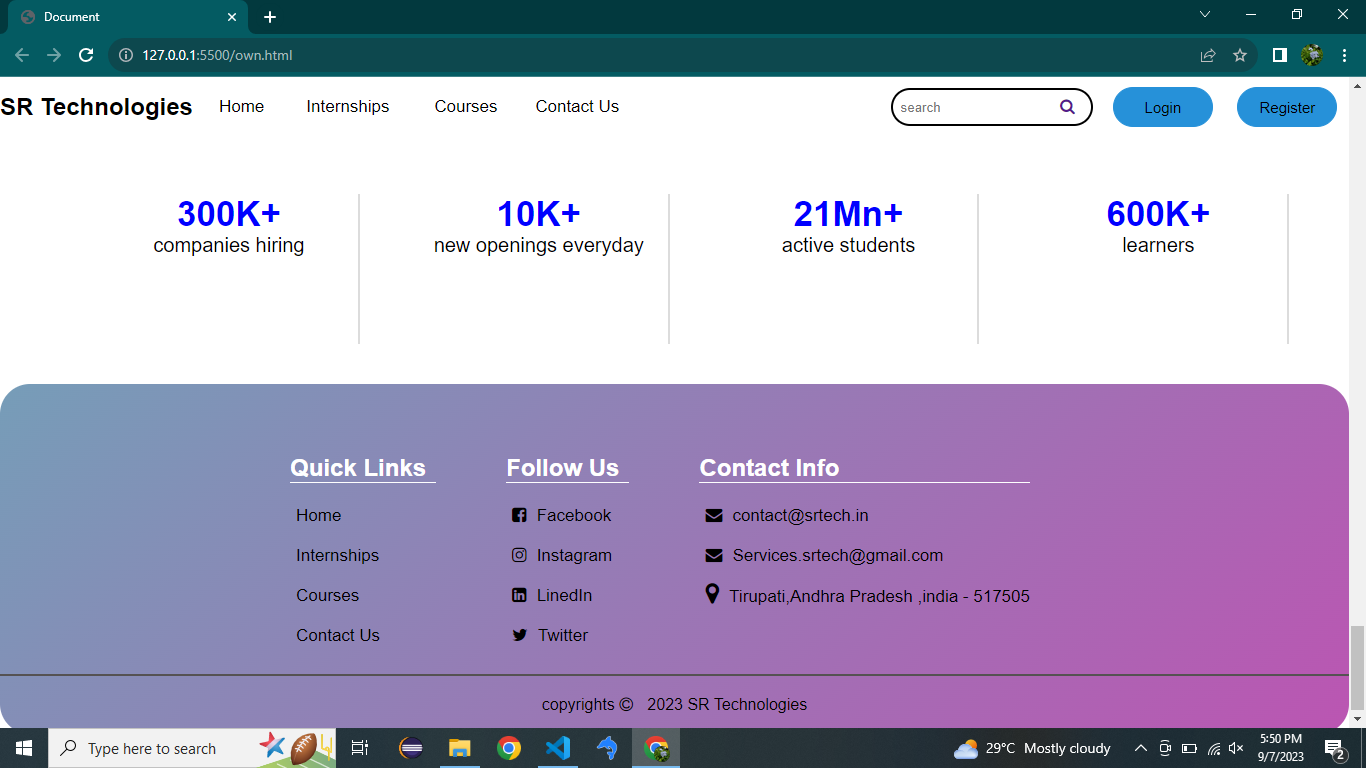 Document
127.0.0.1:5500/own.html
SR Technologies Home Internships Courses Contact Us search Login Register
300K+ 10K+ 21Mn+ 600K+
companies hiring new openings everyday active students learners
Quick Links Follow Us Contact Info
Home Facebook contact@srtech.in
Internships Instagram Services.srtech@gmail.com
Courses LinedIn Tirupati,Andhra Pradesh ,india - 517505
Contact Us Twitter
copyrights © 2023 SR Technologies
Type here to search 29°C Mostly cloudy 5:50 PM
9/7/2023 2